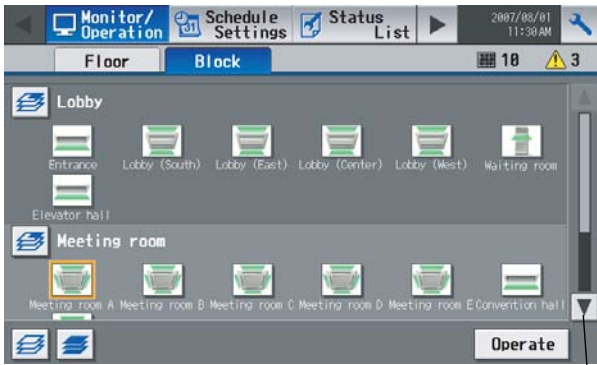 Monitor/ Operation
31 Schedule Settings
Status List
2007/08/01 11:30 AM
Floor
Block
10
3
Lobby
Entrance Lobby (South) Lobby (East) Lobby (Center) Lobby (West) Waiting room
Elevator hall
Meeting room
Meeting room A Meeting room B Meeting room C Meeting room D Meeting room E Convention hall
Operate